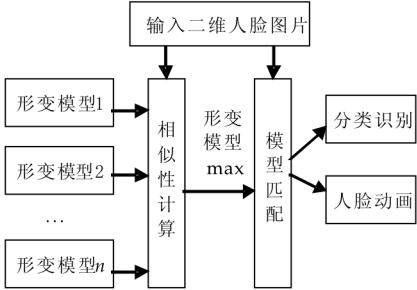 输入二维人脸图片
形变模型1
形变模型2
…
形变模型n
相似性计算
形变
模型
max
模型匹配
分类识别
人脸动画